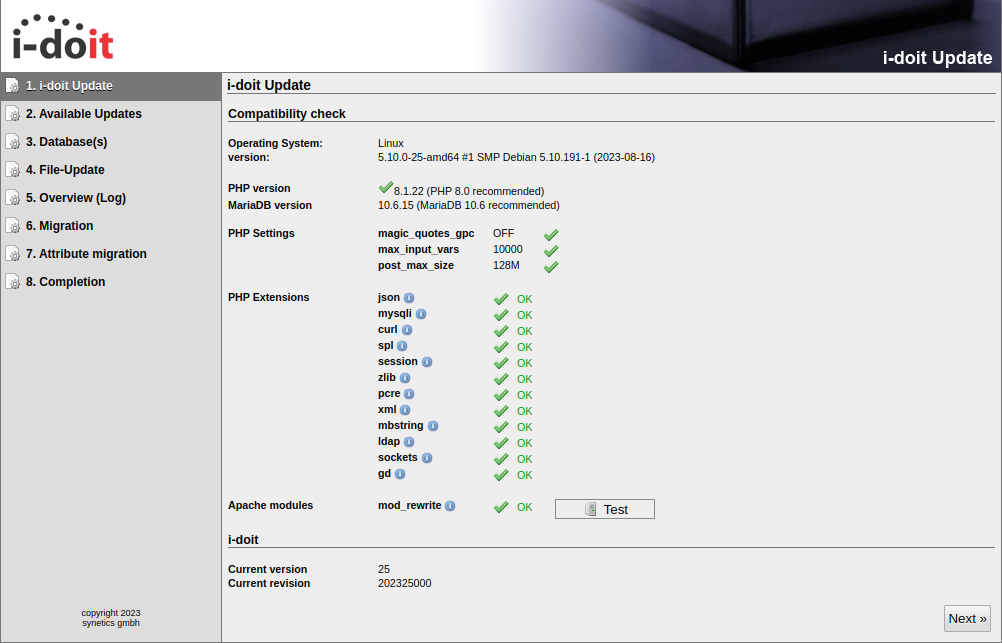 i-doit
i-doit Update
1. i-doit Update
2. Available Updates
3. Database(s)
4. File-Update
5. Overview (Log)
6. Migration
7. Attribute migration
8. Completion
copyright 2023
synetics gmbh
i-doit Update
Compatibility check
Operating System: Linux
version: 5.10.0-25-amd64 #1 SMP Debian 5.10.191-1 (2023-08-16)
PHP version 8.1.22 (PHP 8.0 recommended)
MariaDB version 10.6.15 (MariaDB 10.6 recommended)
PHP Settings magic_quotes_gpc OFF
max_input_vars 10000
post_max_size 128M
PHP Extensions json OK
mysqli OK
curl OK
spl OK
session OK
zlib OK
pcre OK
xml OK
mbstring OK
ldap OK
sockets OK
gd OK
Apache modules mod_rewrite OK Test
i-doit
Current version 25
Current revision 202325000
Next »